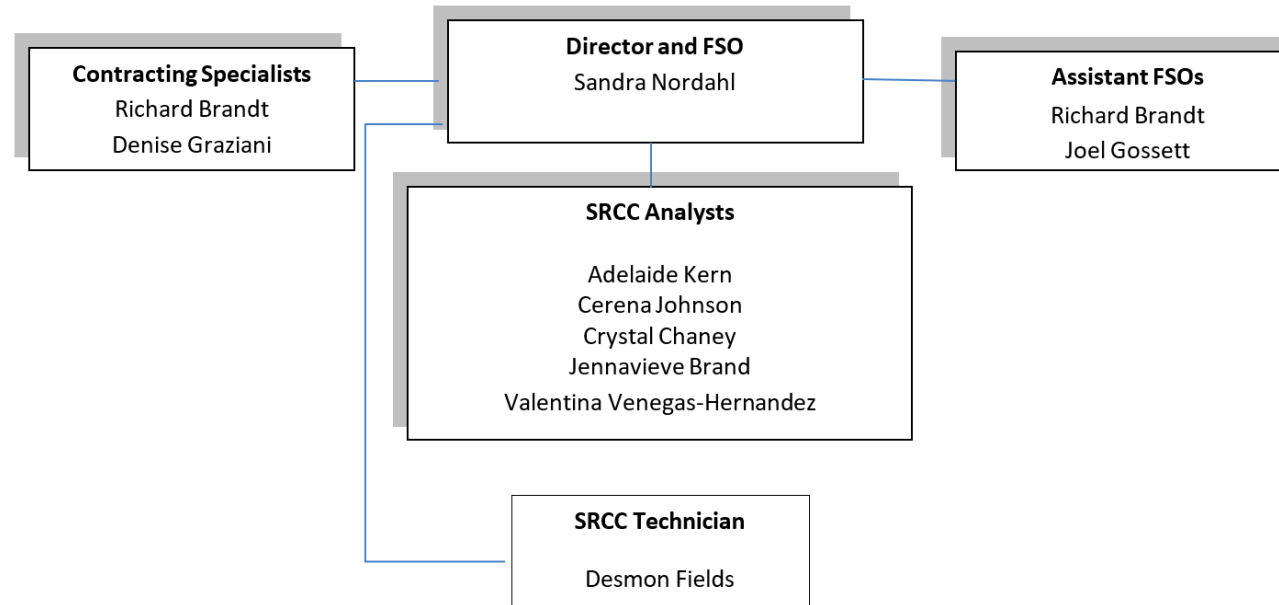 Director and FSO
Sandra Nordahl
Contracting Specialists
Richard Brandt
Denise Graziani
Assistant FSOs
Richard Brandt
Joel Gossett
SRCC Analysts
Adelaide Kern
Cerena Johnson
Crystal Chaney
Jennavieve Brand
Valentina Venegas-Hernandez
SRCC Technician
Desmon Fields